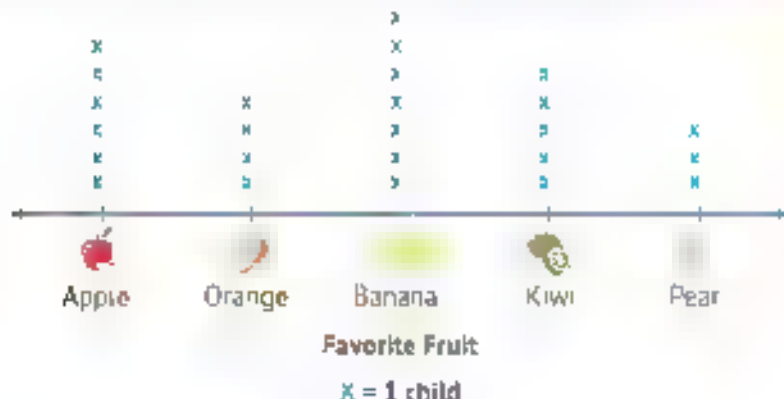 Apple Orange Banana Kiwi Pear
Favorite Fruit
x = 1 child